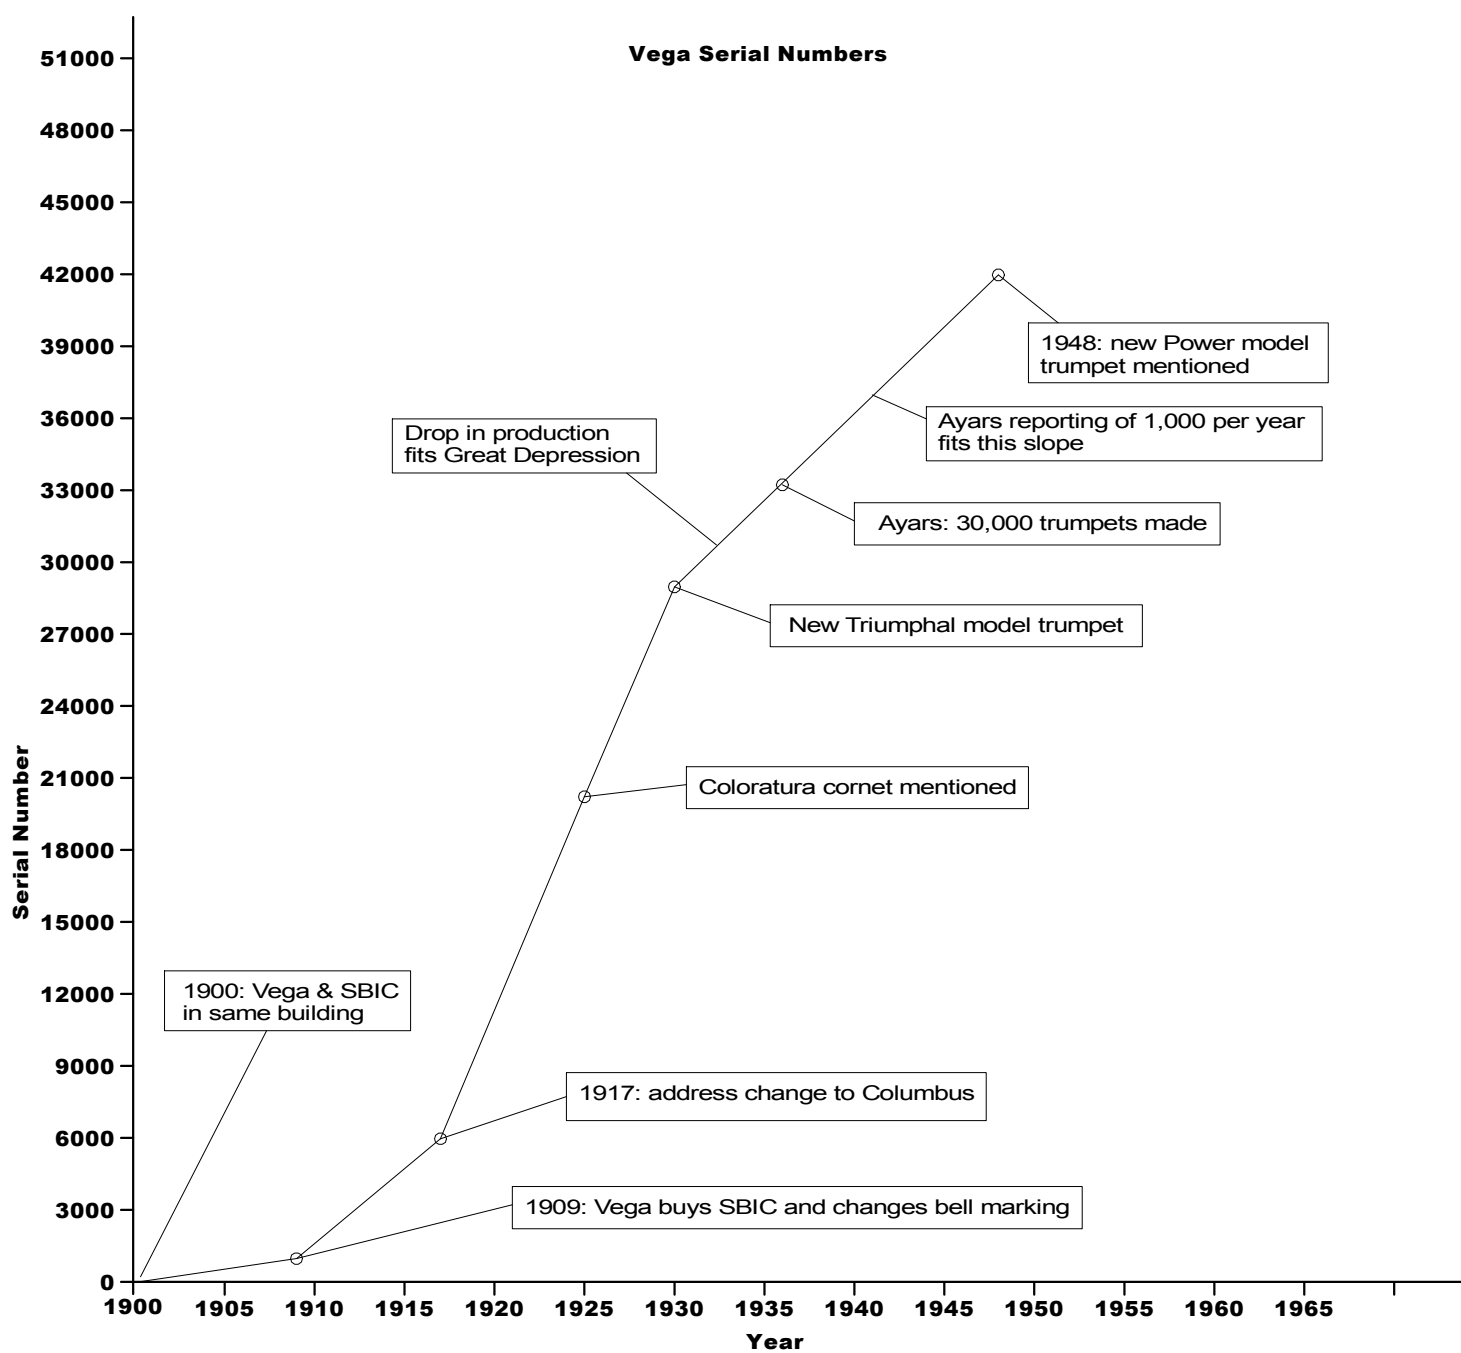 Vega Serial Numbers
51000
48000
45000
42000
39000
36000
33000
30000
27000
24000
21000
18000
15000
12000
9000
6000
3000
0
Serial Number
1948: new Power model
trumpet mentioned
Ayars reporting of 1,000 per year
fits this slope
Drop in production
fits Great Depression
Ayars: 30,000 trumpets made
New Triumphal model trumpet
Coloratura cornet mentioned
1900: Vega & SBIC
in same building
1917: address change to Columbus
1909: Vega buys SBIC and changes bell marking
1900 1905 1910 1915 1920 1925 1930 1935 1940 1945 1950 1955 1960 1965
Year